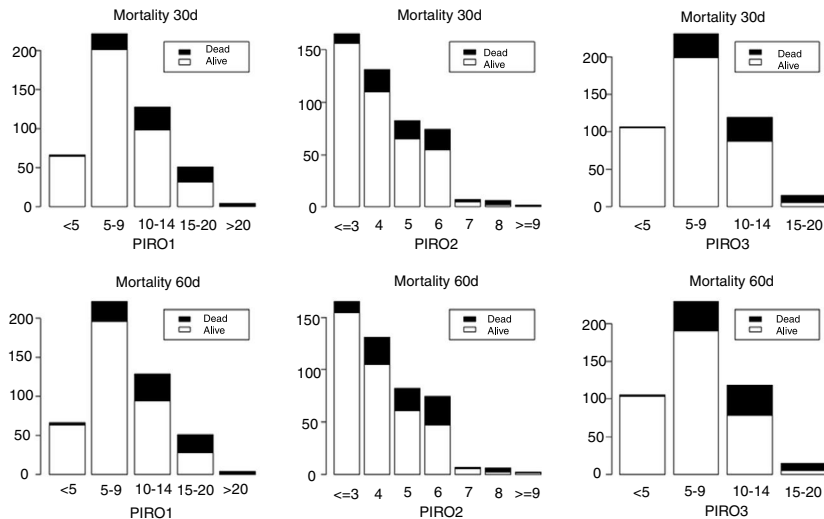 Mortality 30d
200
150
100
50
0
Dead
Alive
<5 5-9 10-14 15-20 >20
PIRO1
Mortality 30d
150
100
50
0
Dead
Alive
<=3 4 5 6 7 8 >=9
PIRO2
Mortality 30d
200
150
100
50
0
Dead
Alive
<5 5-9 10-14 15-20
PIRO3
Mortality 60d
200
150
100
50
0
Dead
Alive
<5 5-9 10-14 15-20 >20
PIRO1
Mortality 60d
150
100
50
0
Dead
Alive
<=3 4 5 6 7 8 >=9
PIRO2
Mortality 60d
200
150
100
50
0
Dead
Alive
<5 5-9 10-14 15-20
PIRO3